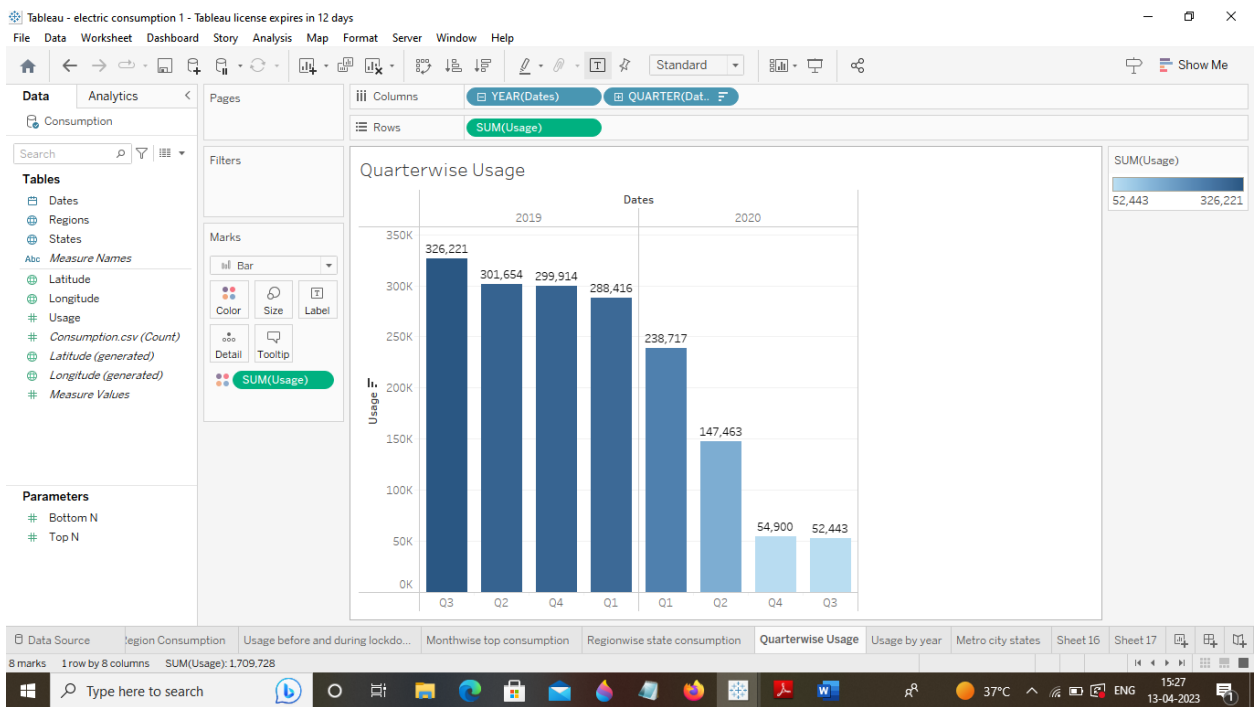 Tableau - electric consumption 1 - Tableau license expires in 12 days
File Data Worksheet Dashboard Story Analysis Map Format Server Window Help
Standard Show Me
Data Analytics
Consumption
Search
Tables
Dates
Regions
States
Abc Measure Names
Latitude
Longitude
Usage
Consumption.csv (Count)
Latitude (generated)
Longitude (generated)
Measure Values
Parameters
Bottom N
Top N
Pages
Filters
Marks
Bar
Color Size Label
Detail Tooltip
SUM(Usage)
Columns YEAR(Dates) QUARTER(Dat..
Rows SUM(Usage)
Quarterwise Usage
Dates
2019 2020
Usage
350K
300K
250K
200K
150K
100K
50K
0K
326,221 301,654 299,914 288,416 238,717 147,463 54,900 52,443
Q3 Q2 Q4 Q1 Q1 Q2 Q4 Q3
SUM(Usage)
52,443 326,221
Data Source egion Consumption Usage before and during lockdo... Monthwise top consumption Regionwise state consumption Quarterwise Usage Usage by year Metro city states Sheet 16 Sheet 17
8 marks 1 row by 8 columns SUM(Usage): 1,709,728
Type here to search
37°C ENG 15:27
13-04-2023
1